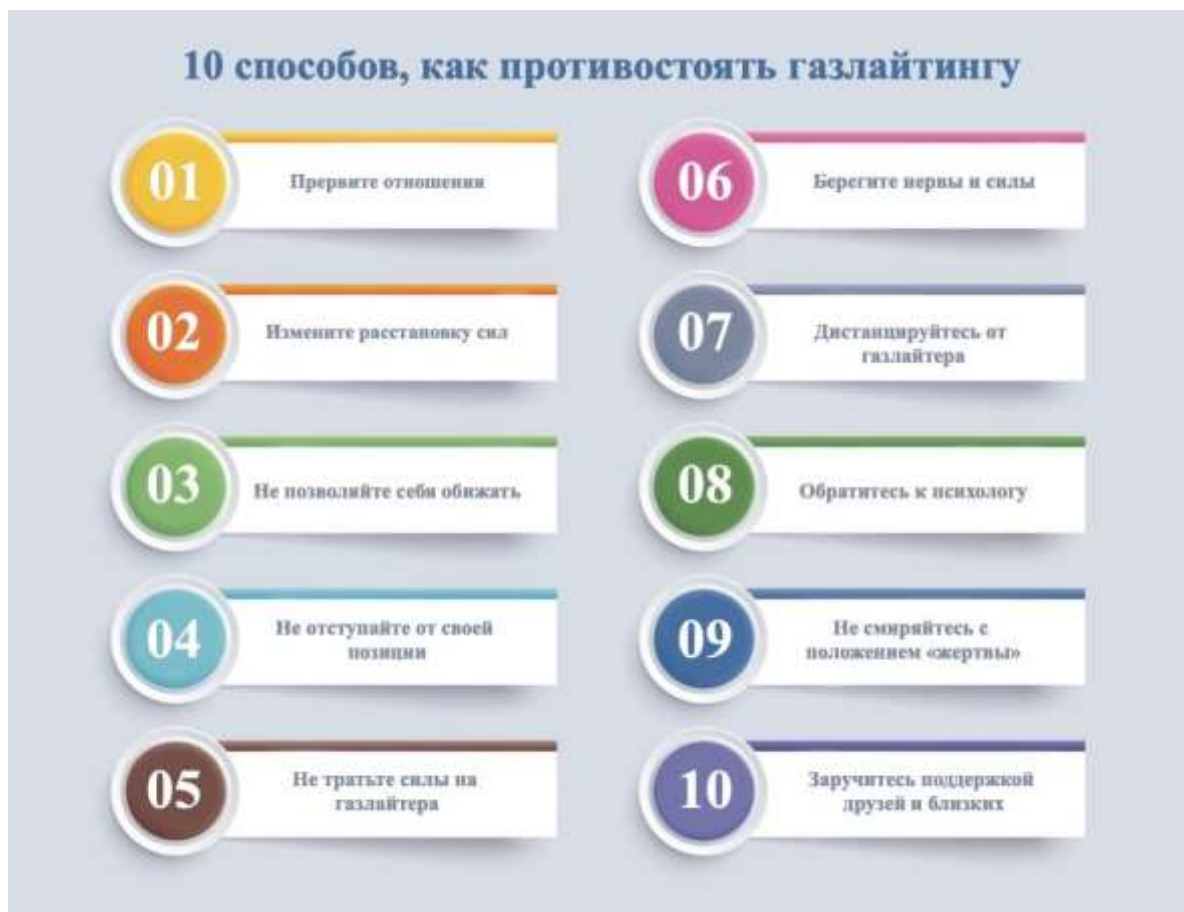 10 способов, как противостоять газлайтингу
01
Прервите отношения
02
Измените расстановку сил
03
Не позволяйте себя обижать
04
Не отступайте от своей
позиции
05
Не тратьте силы на
газлайтера
06
Берегите нервы и силы
07
Дистанцируйтесь от
газлайтера
08
Обратитесь к психологу
09
Не смиряйтесь с
положением «жертвы»
10
Заручитесь поддержкой
друзей и близких